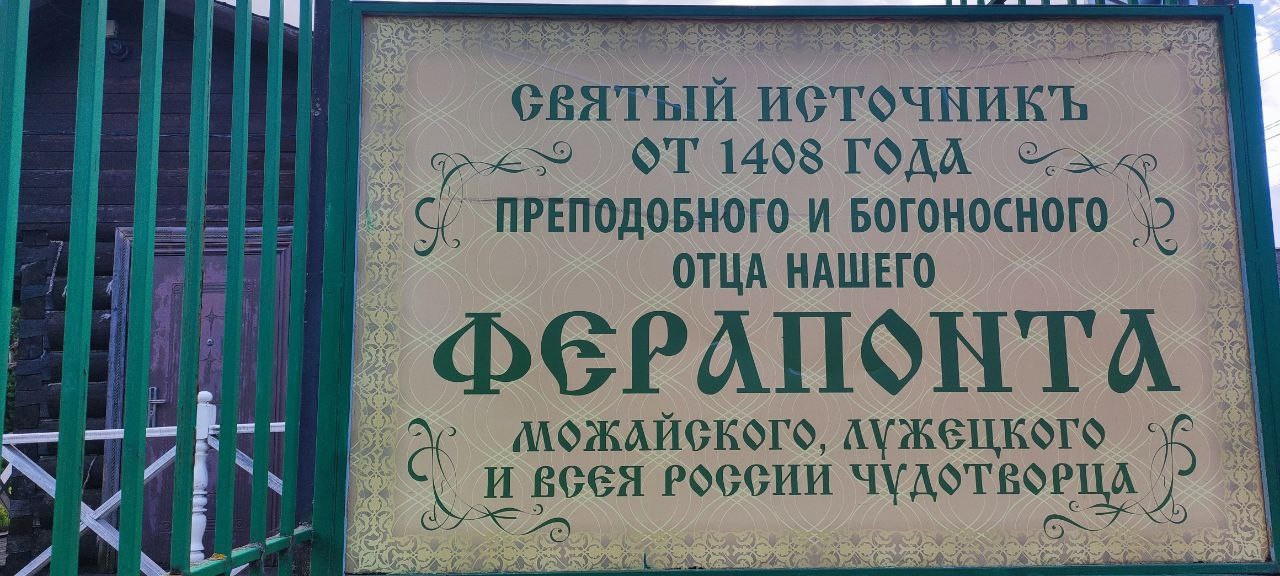 СВЯТЫЙ ИСТОЧНИКЪ
ОТ 1408 ГОДА
ПРЕПОДОБНОГО И БОГОНОСНОГО
ОТЦА НАШЕГО
ФЕРАПОНТА
МОЖАЙСКОГО, ЛУЖЕЦКОГО
И ВСЕЯ РОССИИ ЧУДОТВОРЦА